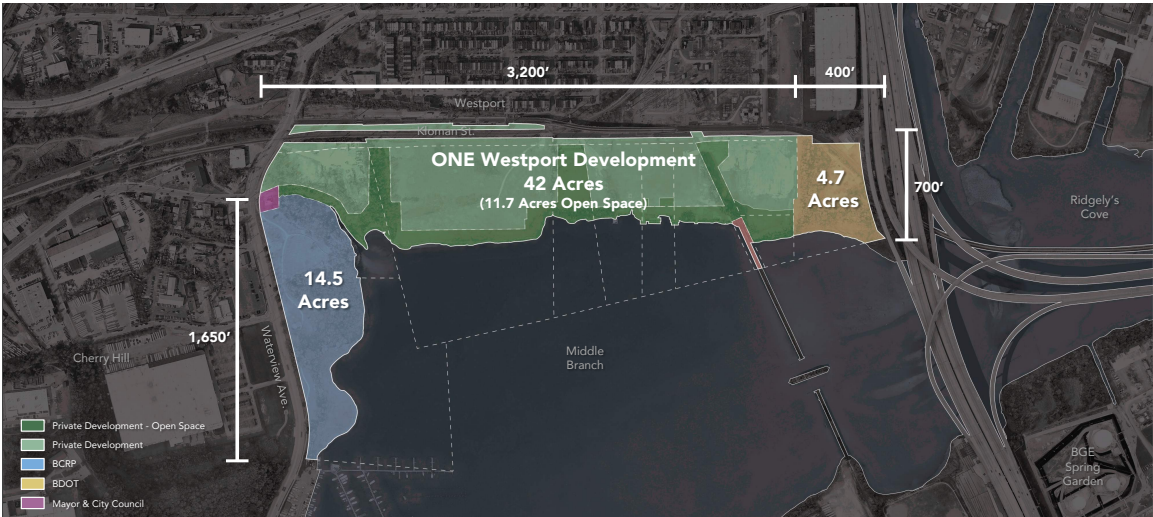 3,200’
400’
Westport
Kloman St.
ONE Westport Development
42 Acres
(11.7 Acres Open Space)
4.7
Acres
700’
Ridgely's
Cove
14.5
Acres
1,650’
Waterview Ave.
Cherry Hill
Middle
Branch
Private Development - Open Space
Private Development
BCRP
BDOT
Mayor & City Council
BGE
Spring
Garden